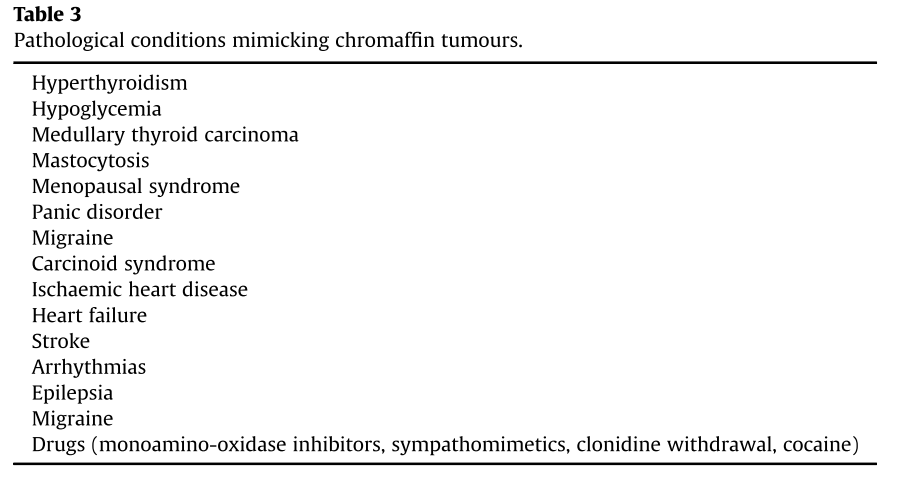 Table 3
Pathological conditions mimicking chromaffin tumours.
Hyperthyroidism
Hypoglycemia
Medullary thyroid carcinoma
Mastocytosis
Menopausal syndrome
Panic disorder
Migraine
Carcinoid syndrome
Ischaemic heart disease
Heart failure
Stroke
Arrhythmias
Epilepsia
Migraine
Drugs (monoamino-oxidase inhibitors, sympathomimetics, clonidine withdrawal, cocaine)